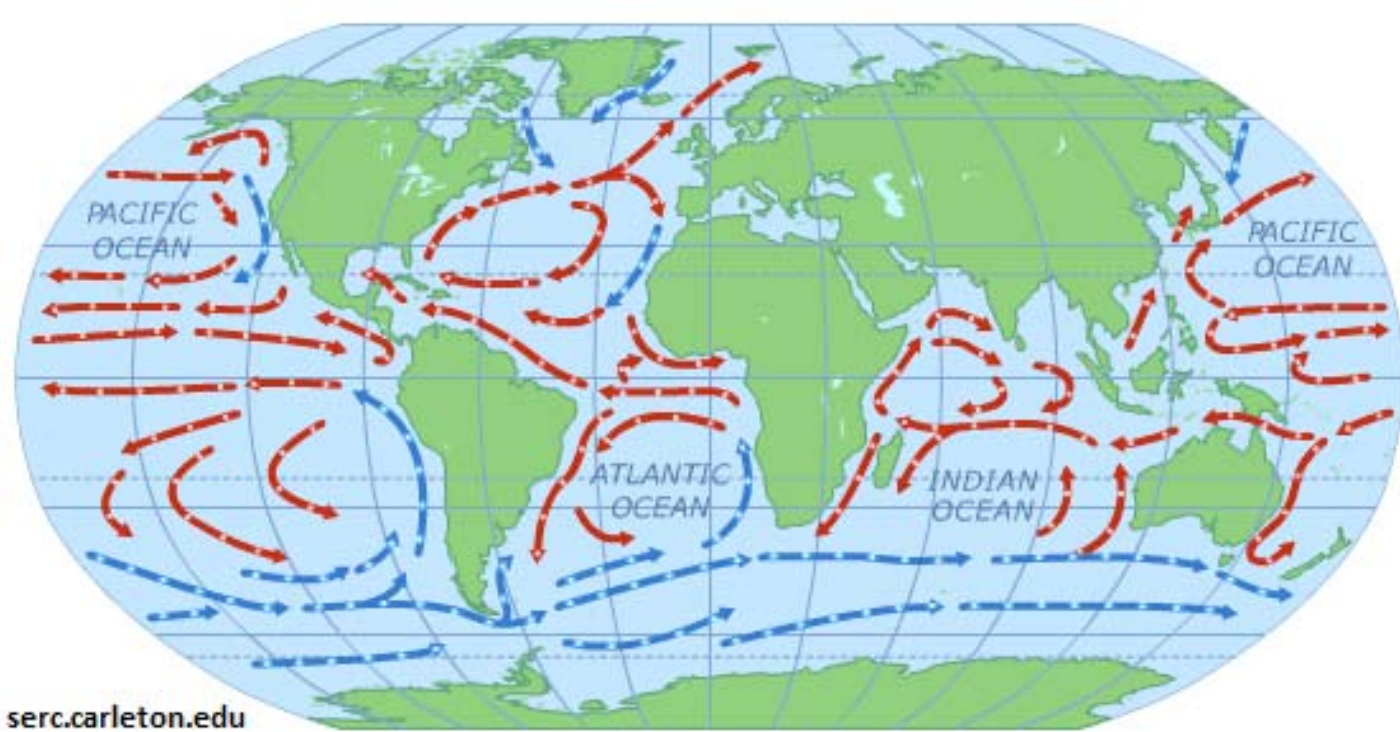 PACIFIC
OCEAN
PACIFIC
OCEAN
ATLANTIC
OCEAN
INDIAN
OCEAN
serc.carleton.edu